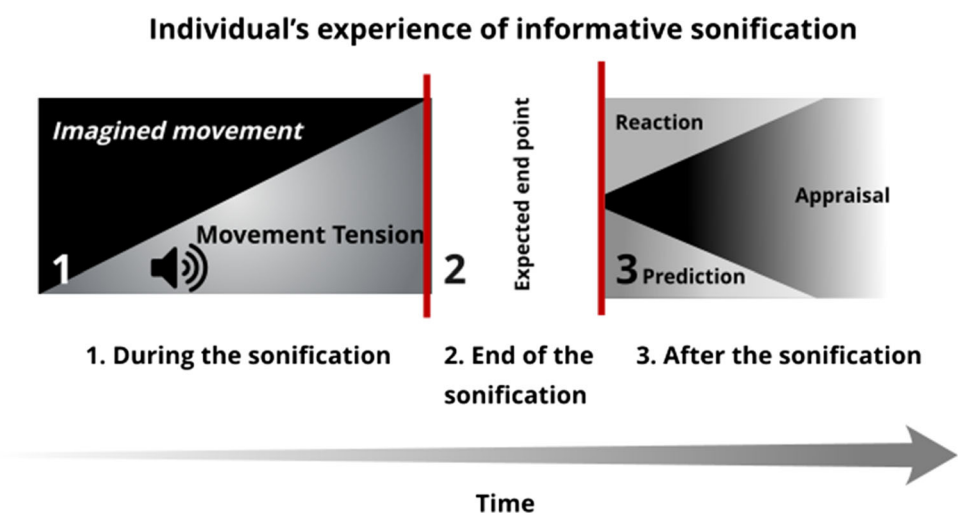 Individual’s experience of informative sonification
Imagined movement
Movement Tension
1
2
Expected end point
Reaction
Appraisal
3 Prediction
1. During the sonification
2. End of the
sonification
3. After the sonification
Time